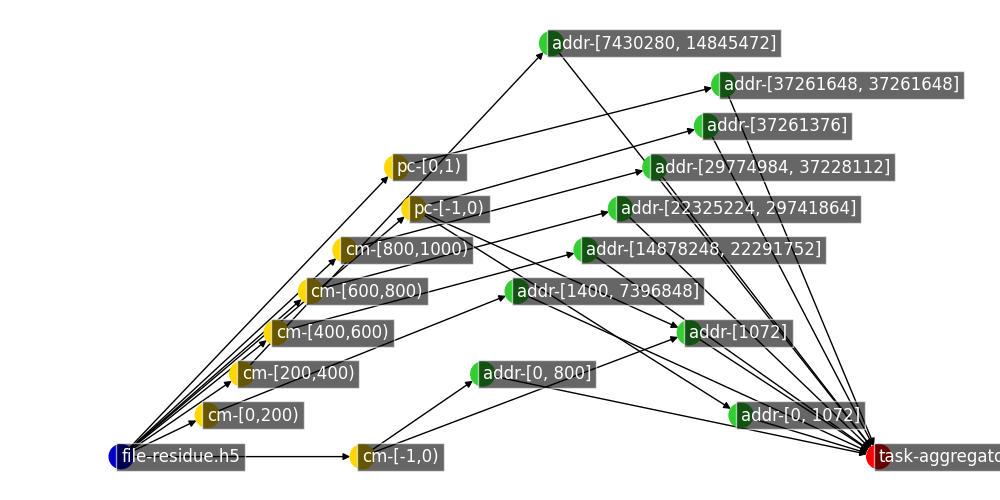 addr-[7430280, 14845472]
addr-[37261648, 37261648]
addr-[37261376]
pc-[0,1)
addr-[29774984, 37228112]
pc-[-1,0)
addr-[22325224, 29741864]
cm-[800,1000)
addr-[14878248, 22291752]
cm-[600,800)
addr-[1400, 7396848]
cm-[400,600)
addr-[1072]
cm-[200,400)
addr-[0, 800]
cm-[0,200)
addr-[0, 1072]
file-residue.h5
cm-[-1,0)
task-aggregato